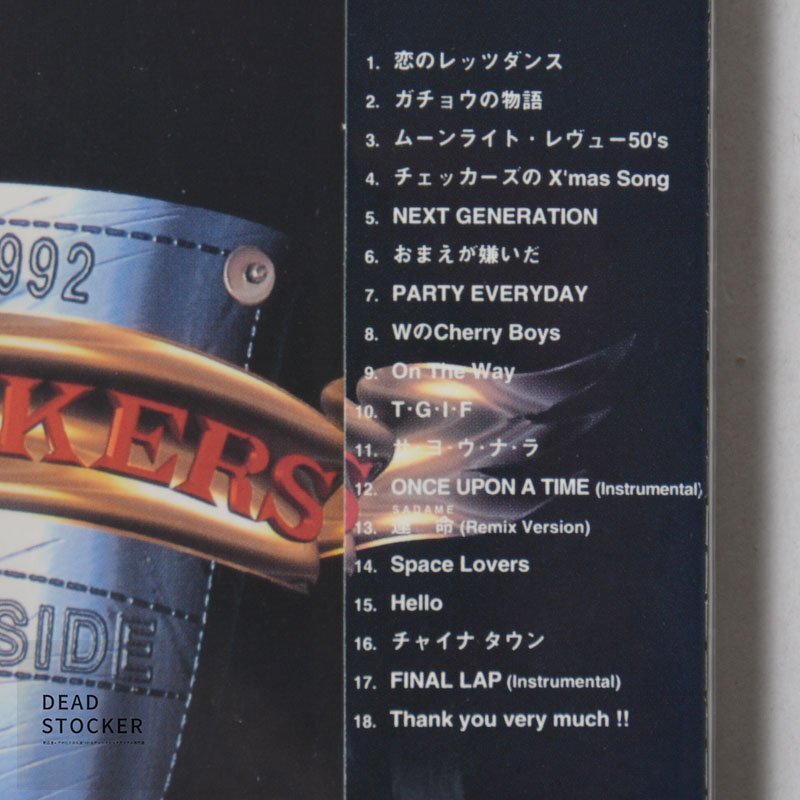 1. 恋のレッツダンス
2. ガチョウの物語
3. ムーンライト・レヴュー50's
4. チェッカーズの X'mas Song
5. NEXT GENERATION
6. おまえが嫌いだ
7. PARTY EVERYDAY
8. WのCherry Boys
9. On The Way
10. T・G・I・F
11. サ・ヨ・ウ・ナ・ラ
12. ONCE UPON A TIME (Instrumental)
SADAME
13. 運 命 (Remix Version)
14. Space Lovers
15. Hello
16. チャイナ タウン
17. FINAL LAP (Instrumental)
18. Thank you very much !!
992
KERS
SIDE
DEAD
STOCKER